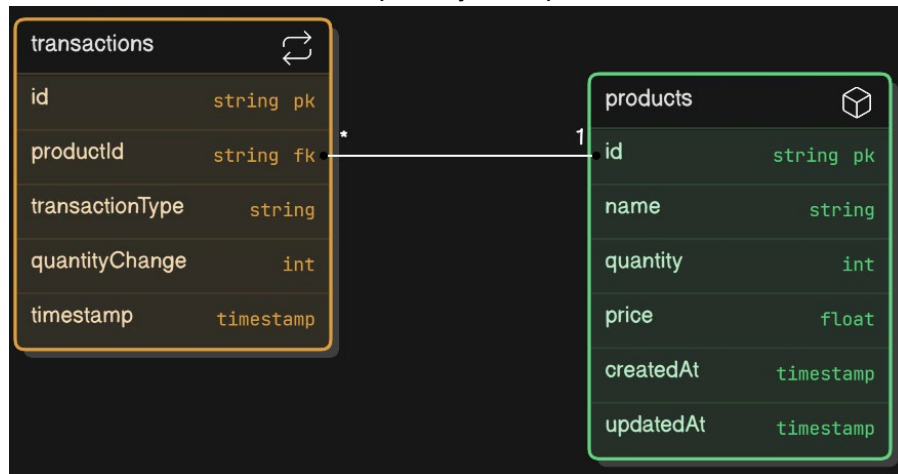 transactions
id string pk
productId string fk
transactionType string
quantityChange int
timestamp timestamp
* 1
products
id string pk
name string
quantity int
price float
createdAt timestamp
updatedAt timestamp